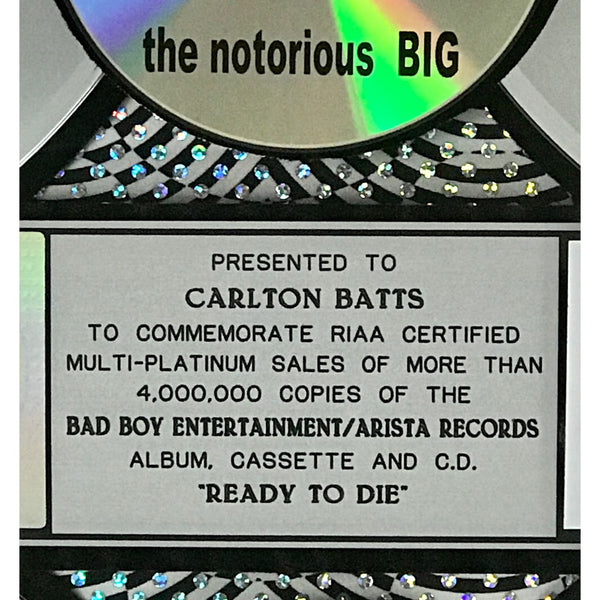 the notorious BIG
PRESENTED TO
CARLTON BATTS
TO COMMEMORATE RIAA CERTIFIED
MULTI-PLATINUM SALES OF MORE THAN
4,000,000 COPIES OF THE
BAD BOY ENTERTAINMENT/ARISTA RECORDS
ALBUM, CASSETTE AND C.D.
"READY TO DIE"